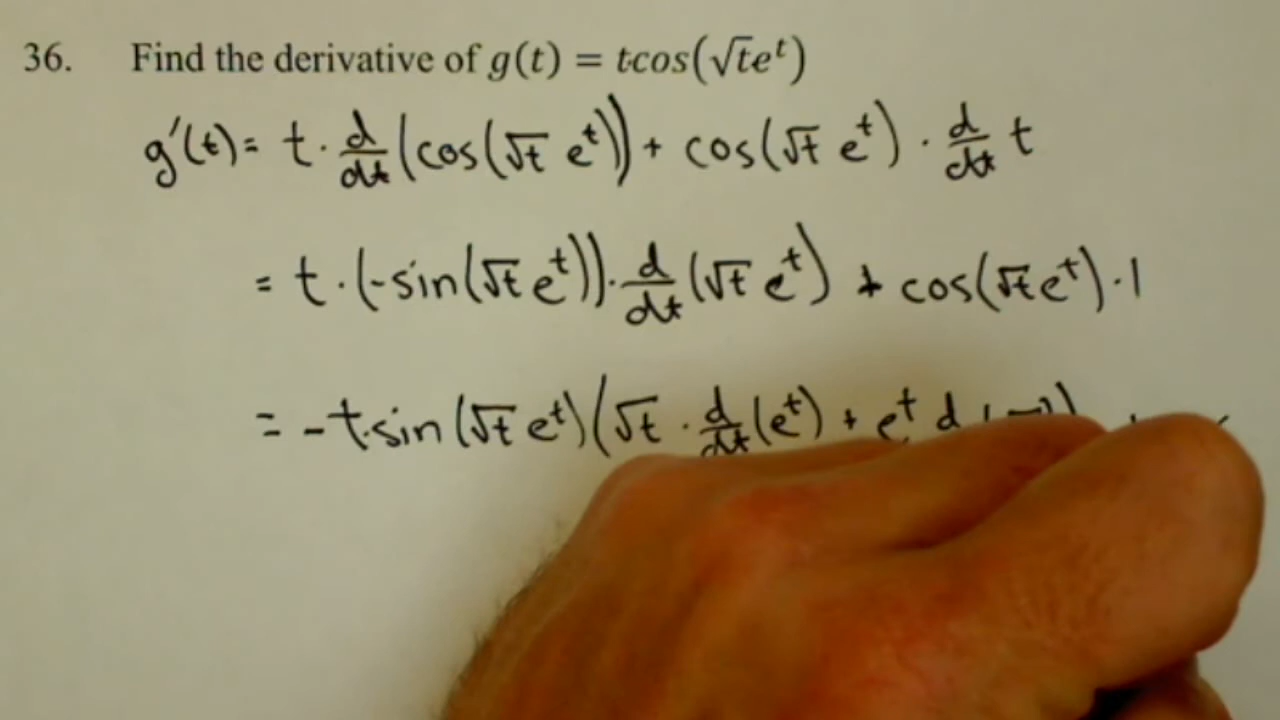 36. Find the derivative of g(t) = tcos(√te^t)
g'(t) = t · d/dt (cos(√t e^t)) + cos(√t e^t) · d/dt t
= t · (-sin(√t e^t)) · d/dt (√t e^t) + cos(√t e^t) · 1
= -t·sin(√t e^t)(√t · d/dt (e^t) + e^t d